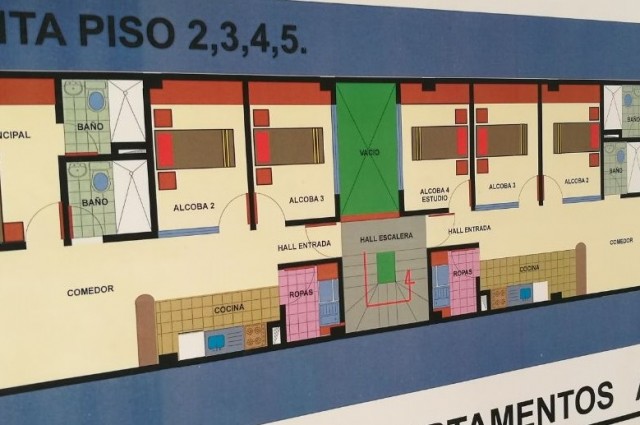 ITA PISO 2,3,4,5.
NCIPAL
BAÑO
BAÑO
ALCOBA 2
ALCOBA 3
VACIO
ALCOBA 4
ESTUDIO
ALCOBA 3
ALCOBA 2
BAÑO
BAÑO
HALL ENTRADA
HALL ESCALERA
HALL ENTRADA
COMEDOR
COCINA
ROPAS
ROPAS
COCINA
COMEDOR
RTAMENTOS A